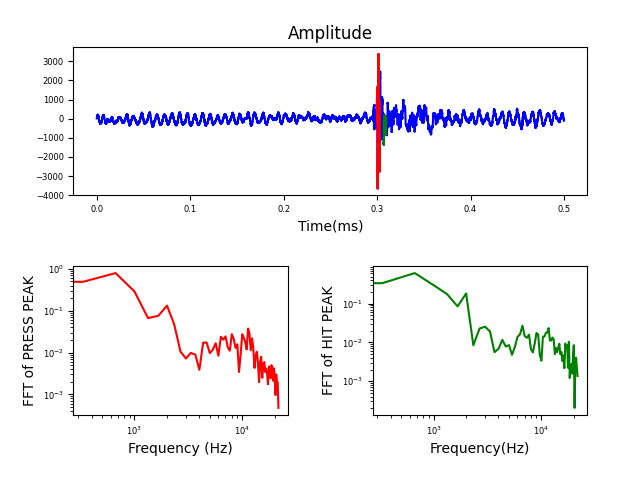 Amplitude
3000
2000
1000
0
−1000
−2000
−3000
−4000
0.0 0.1 0.2 0.3 0.4 0.5
Time(ms)
FFT of PRESS PEAK
10⁰
10⁻¹
10⁻²
10⁻³
10³ 10⁴
Frequency (Hz)
FFT of HIT PEAK
10⁻¹
10⁻²
10⁻³
10³ 10⁴
Frequency(Hz)